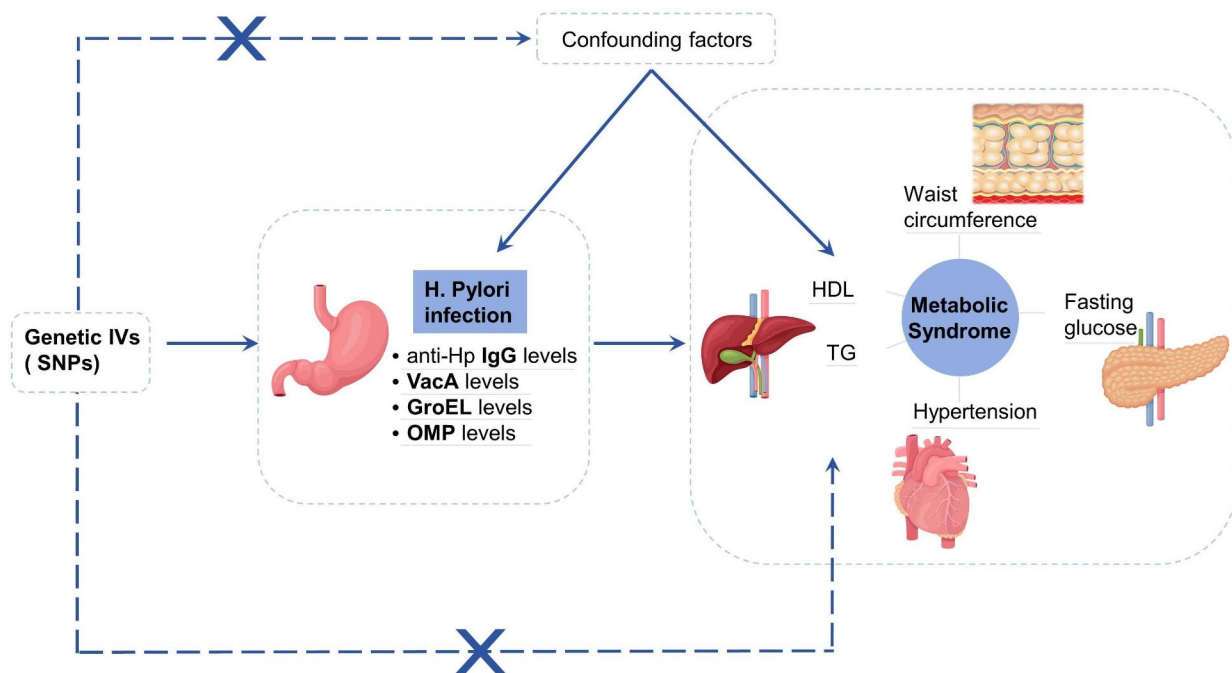 Confounding factors
Genetic IVs
( SNPs)
H. Pylori
infection
• anti-Hp IgG levels
• VacA levels
• GroEL levels
• OMP levels
Waist
circumference
HDL
TG
Metabolic
Syndrome
Fasting
glucose
Hypertension